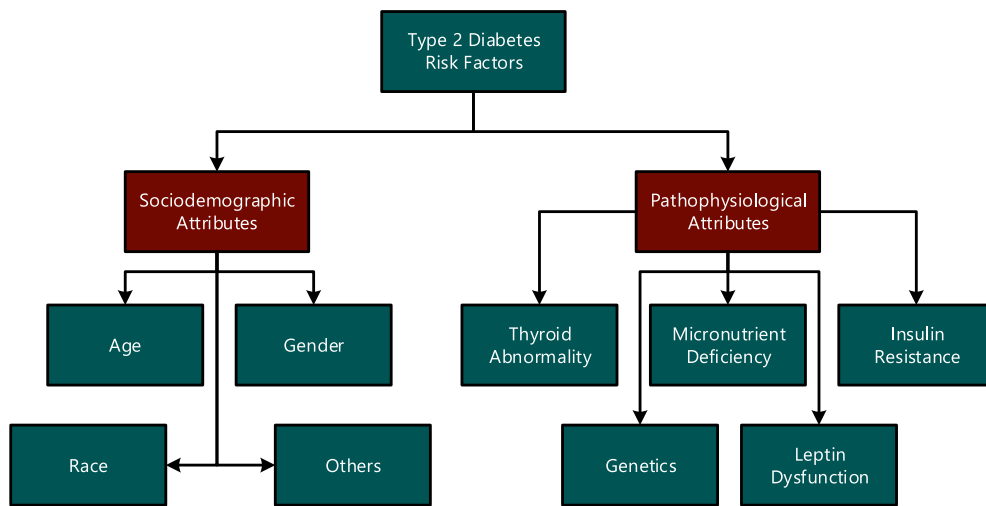 Type 2 Diabetes
Risk Factors
Sociodemographic
Attributes
Pathophysiological
Attributes
Age
Gender
Thyroid
Abnormality
Micronutrient
Deficiency
Insulin
Resistance
Race
Others
Genetics
Leptin
Dysfunction